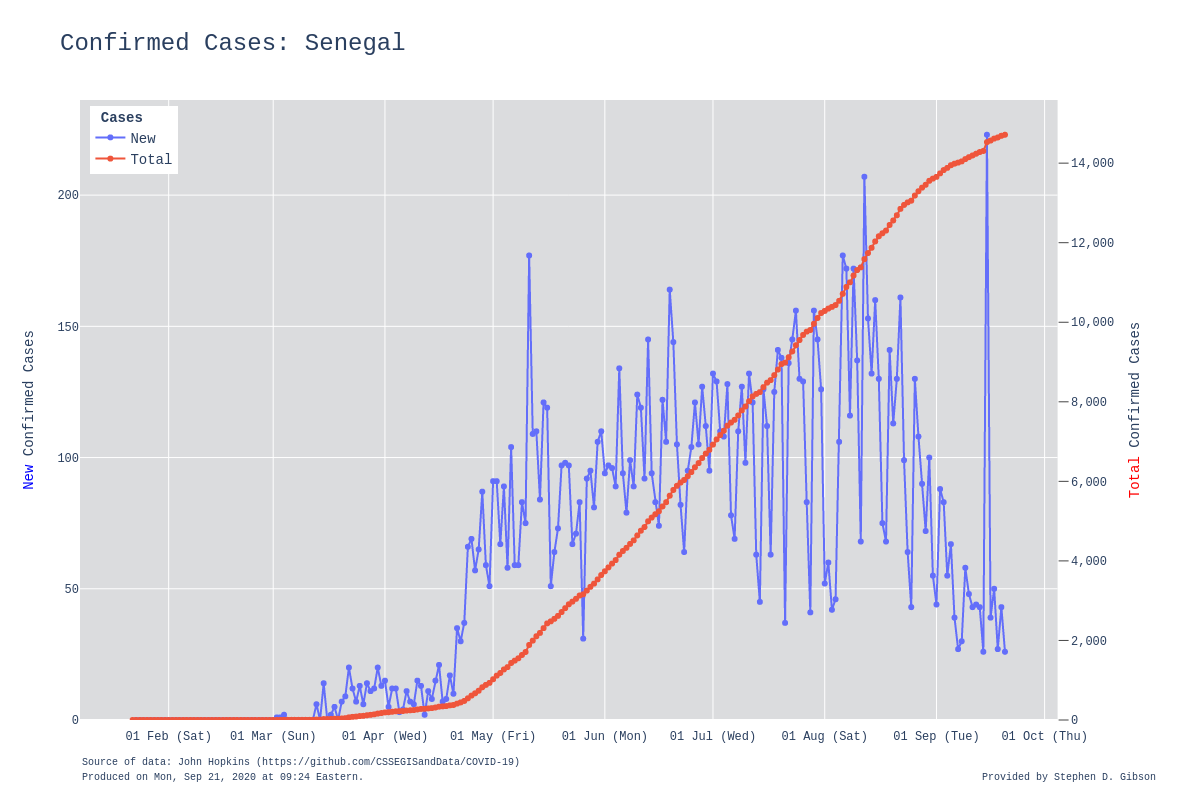 Confirmed Cases: Senegal
Cases
New
Total
200
150
100
50
0
New Confirmed Cases
14,000
12,000
10,000
8,000
6,000
4,000
2,000
0
Total Confirmed Cases
01 Feb (Sat) 01 Mar (Sun) 01 Apr (Wed) 01 May (Fri) 01 Jun (Mon) 01 Jul (Wed) 01 Aug (Sat) 01 Sep (Tue) 01 Oct (Thu)
Source of data: John Hopkins (https://github.com/CSSEGISandData/COVID-19)
Produced on Mon, Sep 21, 2020 at 09:24 Eastern.
Provided by Stephen D. Gibson